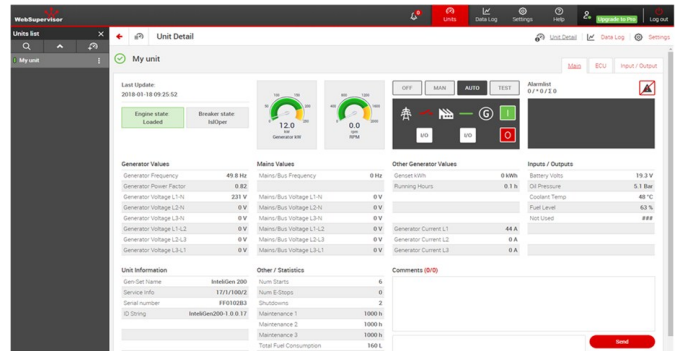 WebSupervisor
Units
Data Log
Settings
Help
Upgrade to Pro
Log out
Units list
Unit Detail
Unit Detail
Data Log
Settings
My unit
My unit
Main
ECU
Input / Output
Last Update:
2018-01-18 09:25:52
Engine state
Loaded
Breaker state
IslOper
12.0
kW
Generator kW
0.0
rpm
RPM
OFF
MAN
AUTO
TEST
G
I
I/O
I/O
O
Alarmlist
0 / * 0 / Σ 0
Generator Values
Generator Frequency 49.8 Hz
Generator Power Factor 0.82
Generator Voltage L1-N 231 V
Generator Voltage L2-N 0 V
Generator Voltage L3-N 0 V
Generator Voltage L1-L2 0 V
Generator Voltage L2-L3 0 V
Generator Voltage L3-L1 0 V
Mains Values
Mains/Bus Frequency 0 Hz
Mains/Bus Voltage L1-N 0 V
Mains/Bus Voltage L2-N 0 V
Mains/Bus Voltage L3-N 0 V
Mains/Bus Voltage L1-L2 0 V
Mains/Bus Voltage L2-L3 0 V
Mains/Bus Voltage L3-L1 0 V
Other Generator Values
Genset kWh 0 kWh
Running Hours 0.1 h
Generator Current L1 44 A
Generator Current L2 0 A
Generator Current L3 0 A
Inputs / Outputs
Battery Volts 19.3 V
Oil Pressure 5.1 Bar
Coolant Temp 48 °C
Fuel Level 63 %
Not Used ###
Unit Information
Gen-Set Name InteliGen 200
Service Info 17/1/100/2
Serial number FF0102B3
ID String InteliGen200-1.0.0.17
Other / Statistics
Num Starts 6
Num E-Stops 0
Shutdowns 2
Maintenance 1 1000 h
Maintenance 2 1000 h
Maintenance 3 1000 h
Total Fuel Consumption 160 L
Comments (0/0)
Send